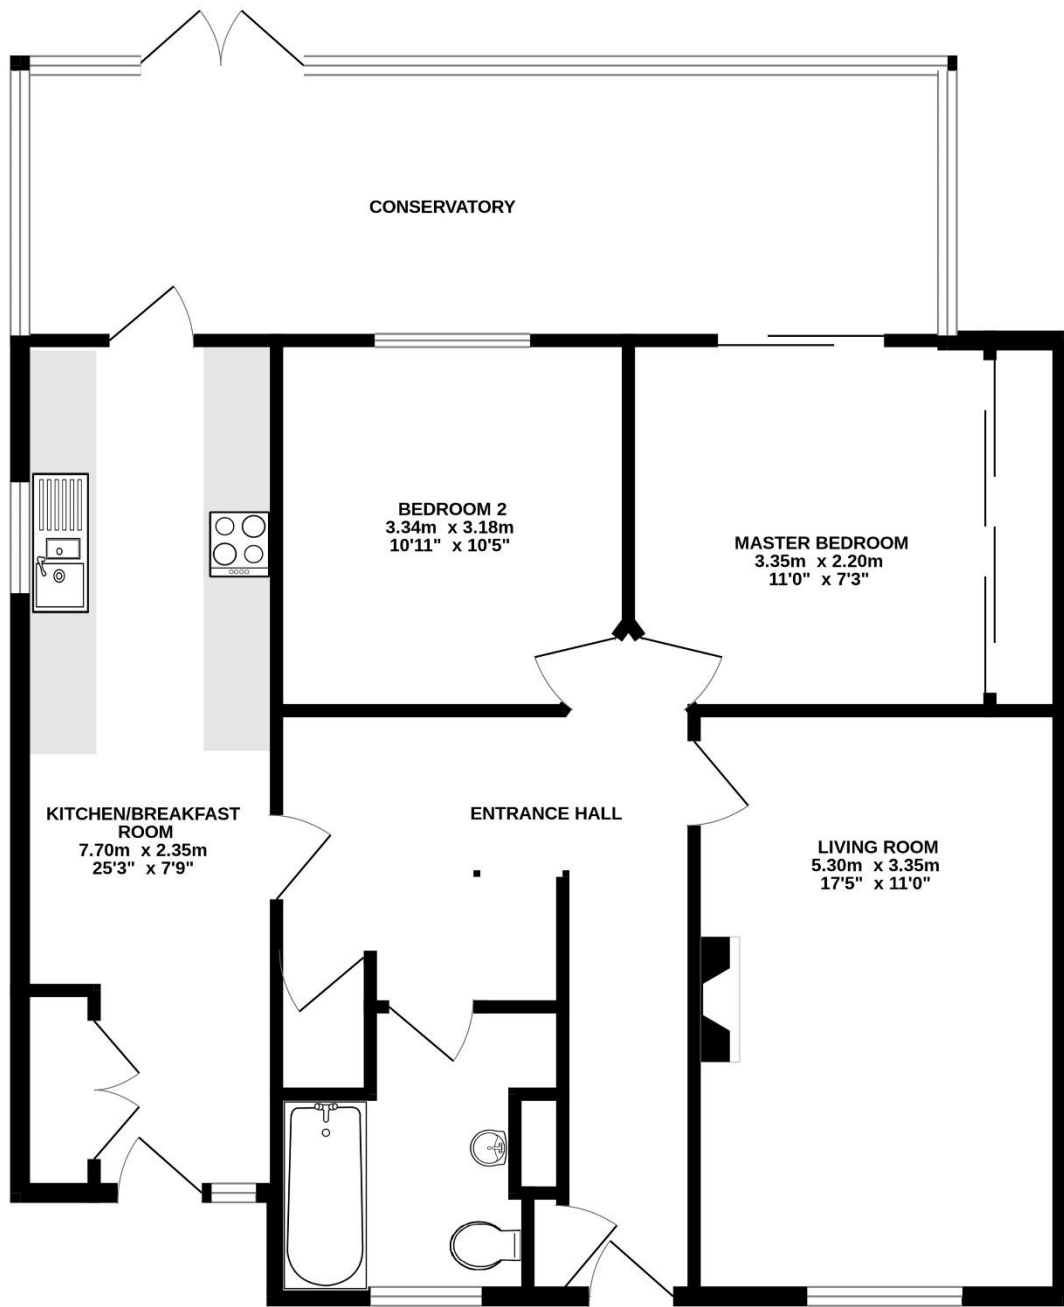 CONSERVATORY
BEDROOM 2
3.34m x 3.18m
10'11" x 10'5"
MASTER BEDROOM
3.35m x 2.20m
11'0" x 7'3"
KITCHEN/BREAKFAST
ROOM
7.70m x 2.35m
25'3" x 7'9"
ENTRANCE HALL
LIVING ROOM
5.30m x 3.35m
17'5" x 11'0"